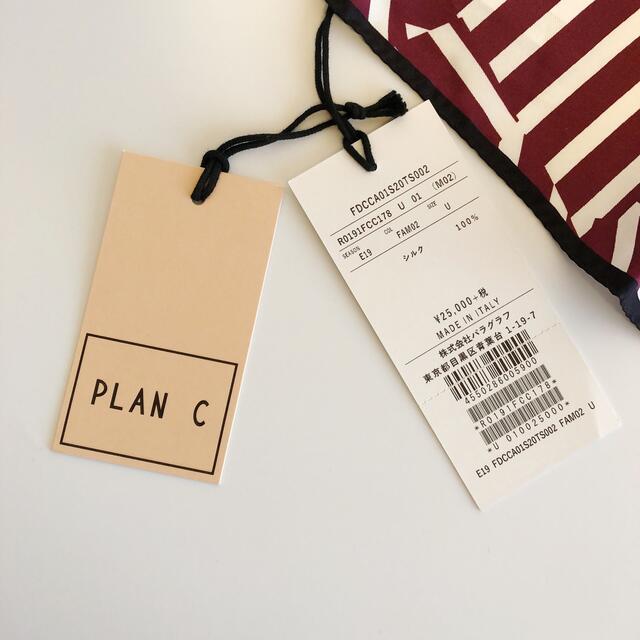 PLAN C
FDCCA01S20TS002
R0191FCC178 U 01 (M02)
SEASON E19 COL FAM02 SIZE U
シルク 100%
¥25,000+税
MADE IN ITALY
株式会社パラグラフ
東京都目黒区青葉台 1-19-7
4550286005900
*R0191FCC178*
*U 010025000*
E19 FDCCA01S20TS002 FAM02 U